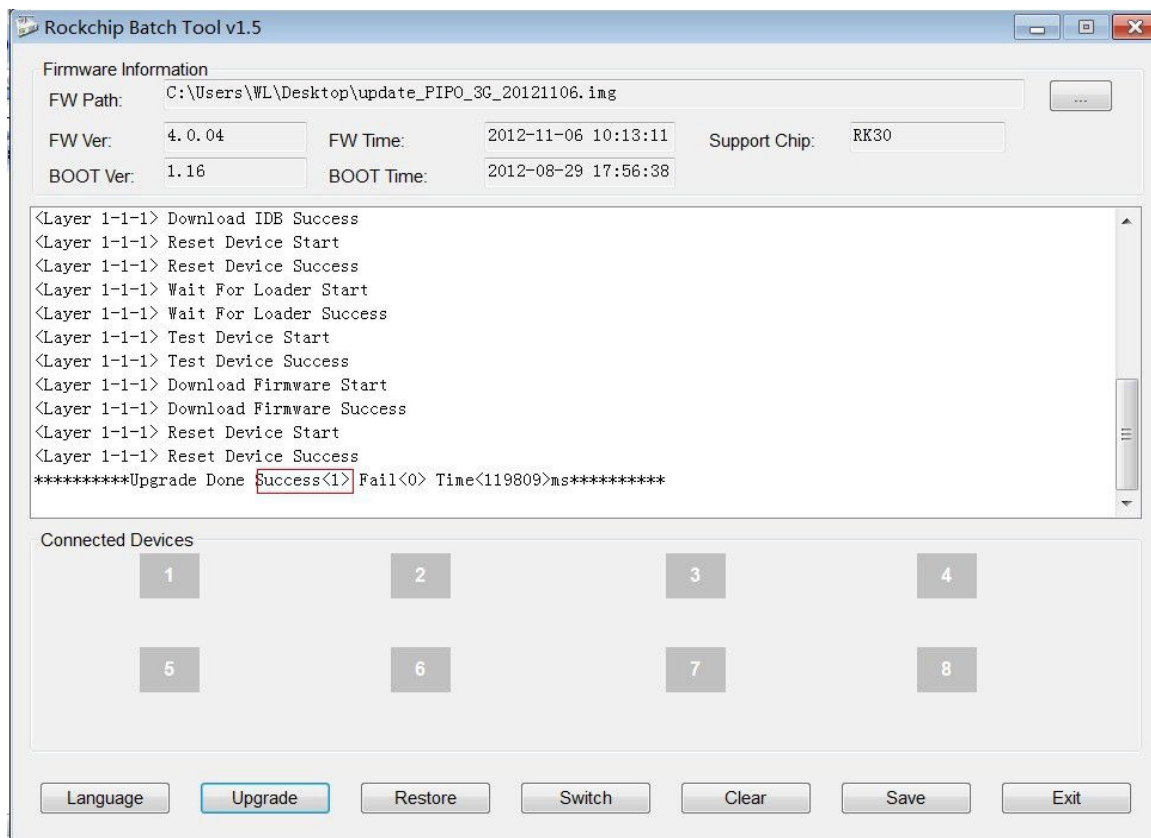 Rockchip Batch Tool v1.5
Firmware Information
FW Path: C:\Users\WL\Desktop\update_PIPO_3G_20121106.img ...
FW Ver: 4.0.04 FW Time: 2012-11-06 10:13:11 Support Chip: RK30
BOOT Ver: 1.16 BOOT Time: 2012-08-29 17:56:38
<Layer 1-1-1> Download IDB Success
<Layer 1-1-1> Reset Device Start
<Layer 1-1-1> Reset Device Success
<Layer 1-1-1> Wait For Loader Start
<Layer 1-1-1> Wait For Loader Success
<Layer 1-1-1> Test Device Start
<Layer 1-1-1> Test Device Success
<Layer 1-1-1> Download Firmware Start
<Layer 1-1-1> Download Firmware Success
<Layer 1-1-1> Reset Device Start
<Layer 1-1-1> Reset Device Success
**********Upgrade Done Success<1> Fail<0> Time<119809>ms**********
Connected Devices
1 2 3 4
5 6 7 8
Language Upgrade Restore Switch Clear Save Exit